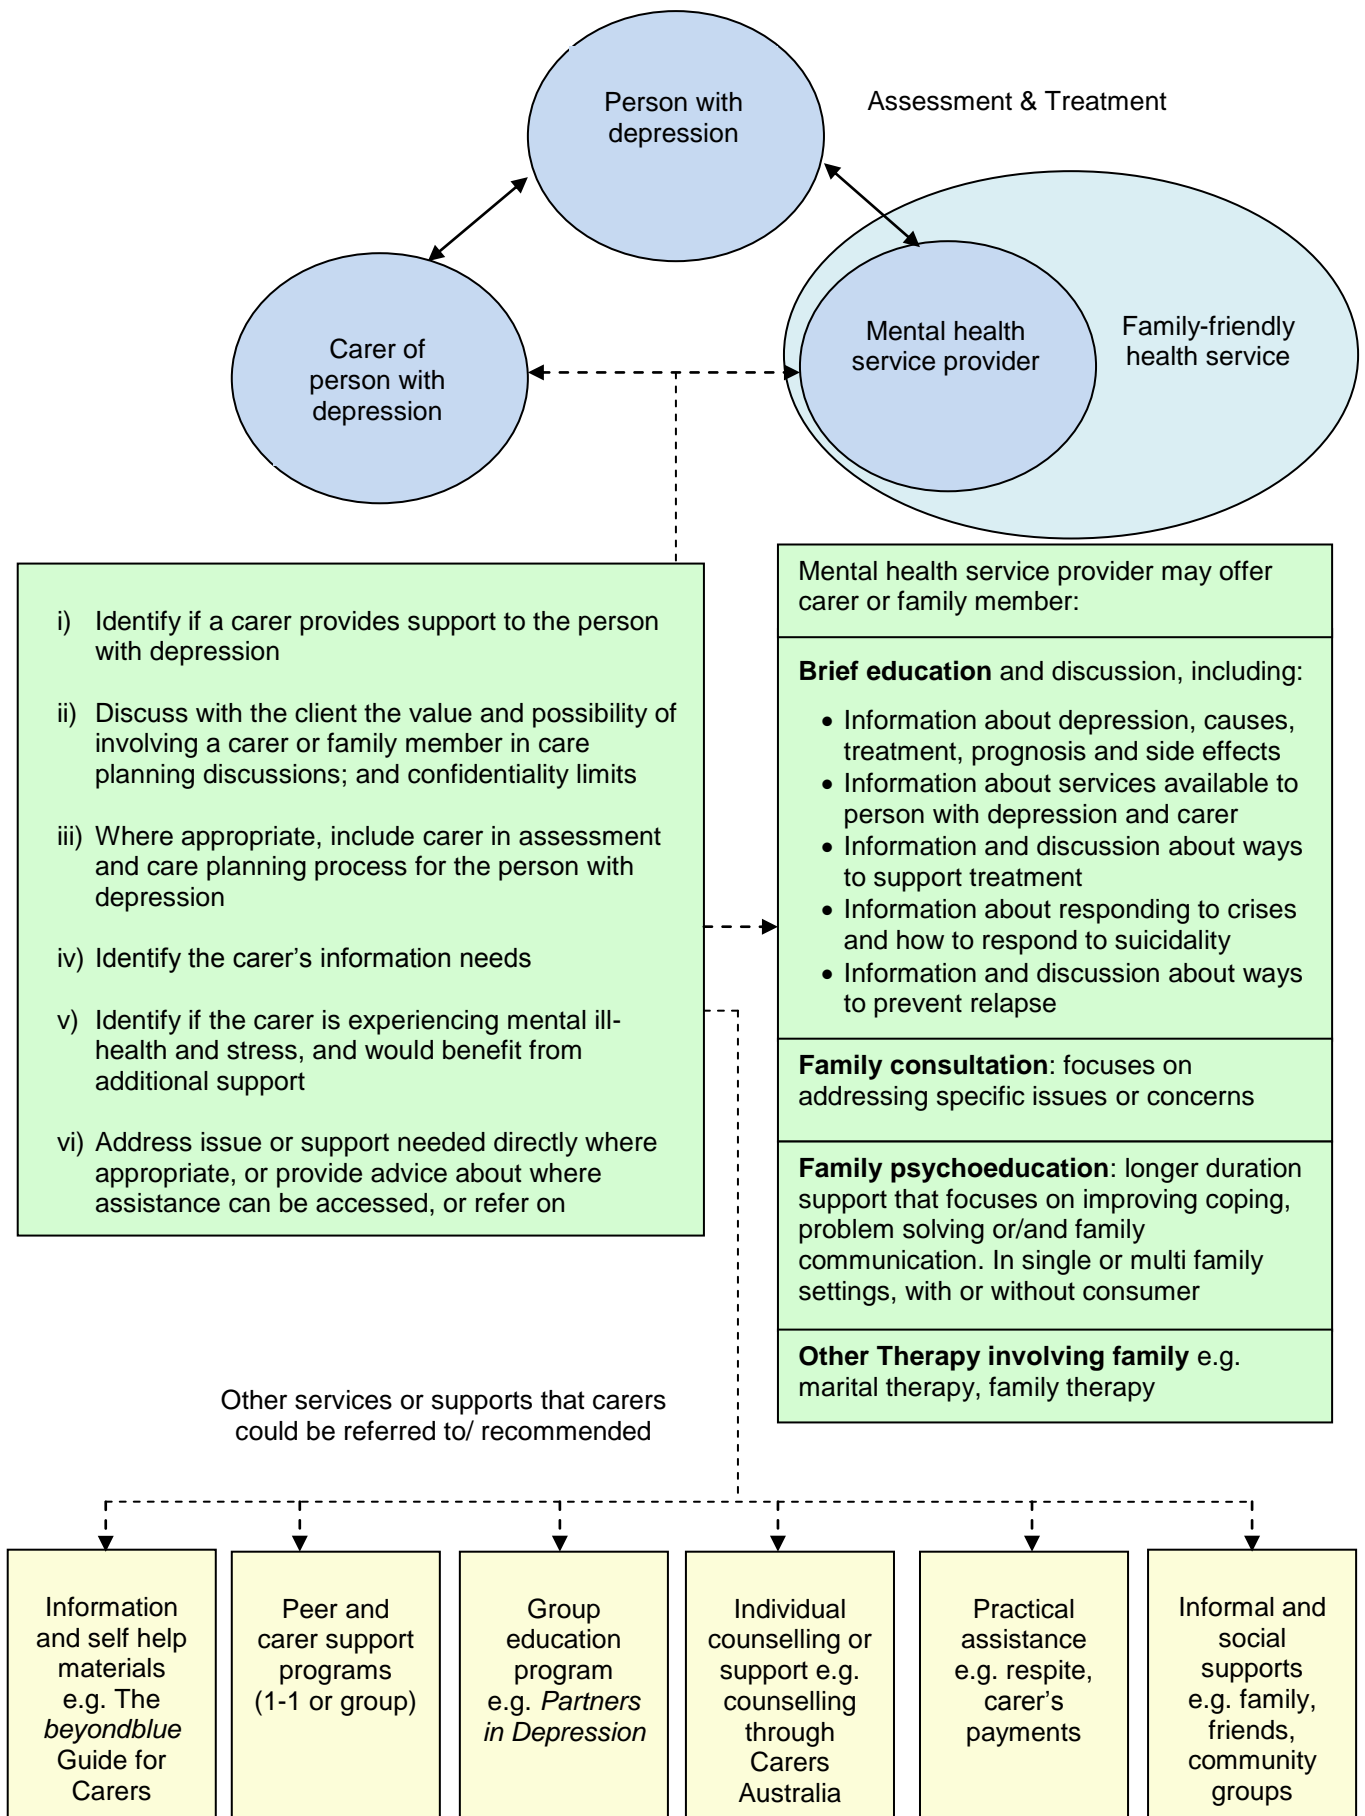 Person with
depression
Assessment & Treatment
Carer of
person with
depression
Mental health
service provider
Family-friendly
health service
i) Identify if a carer provides support to the person
with depression
ii) Discuss with the client the value and possibility of
involving a carer or family member in care
planning discussions; and confidentiality limits
iii) Where appropriate, include carer in assessment
and care planning process for the person with
depression
iv) Identify the carer’s information needs
v) Identify if the carer is experiencing mental ill-
health and stress, and would benefit from
additional support
vi) Address issue or support needed directly where
appropriate, or provide advice about where
assistance can be accessed, or refer on
Mental health service provider may offer
carer or family member:
Brief education and discussion, including:
• Information about depression, causes,
treatment, prognosis and side effects
• Information about services available to
person with depression and carer
• Information and discussion about ways
to support treatment
• Information about responding to crises
and how to respond to suicidality
• Information and discussion about ways
to prevent relapse
Family consultation: focuses on
addressing specific issues or concerns
Family psychoeducation: longer duration
support that focuses on improving coping,
problem solving or/and family
communication. In single or multi family
settings, with or without consumer
Other Therapy involving family e.g.
marital therapy, family therapy
Other services or supports that carers
could be referred to/ recommended
Information
and self help
materials
e.g. The
beyondblue
Guide for
Carers
Peer and
carer support
programs
(1-1 or group)
Group
education
program
e.g. Partners
in Depression
Individual
counselling or
support e.g.
counselling
through
Carers
Australia
Practical
assistance
e.g. respite,
carer’s
payments
Informal and
social
supports
e.g. family,
friends,
community
groups